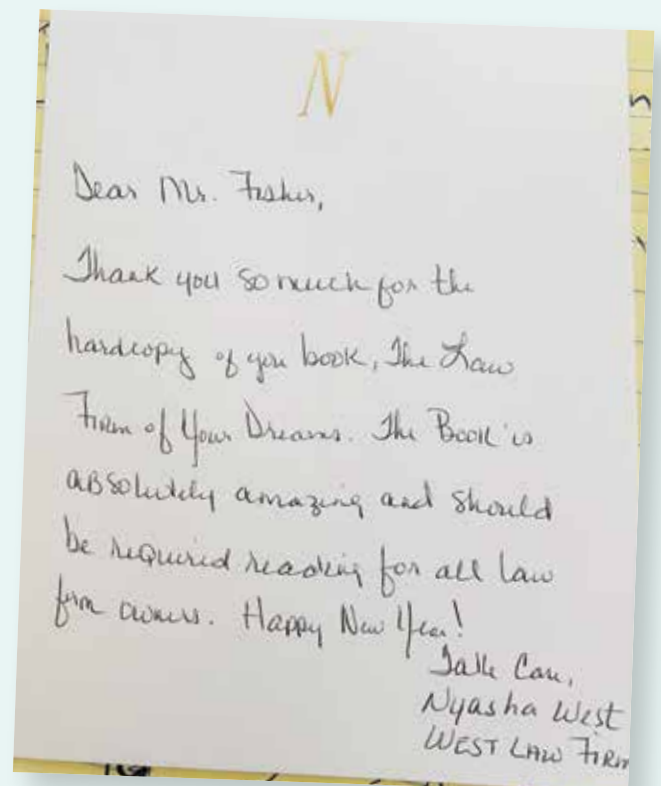 N
Dear Mr. Fisher,
Thank you so much for the
hardcopy of you book, The Law
Firm of Your Dreams. The Book is
absolutely amazing and should
be required reading for all law
firm owners. Happy New Year!
Take Care,
Nyasha West
WEST LAW FIRM